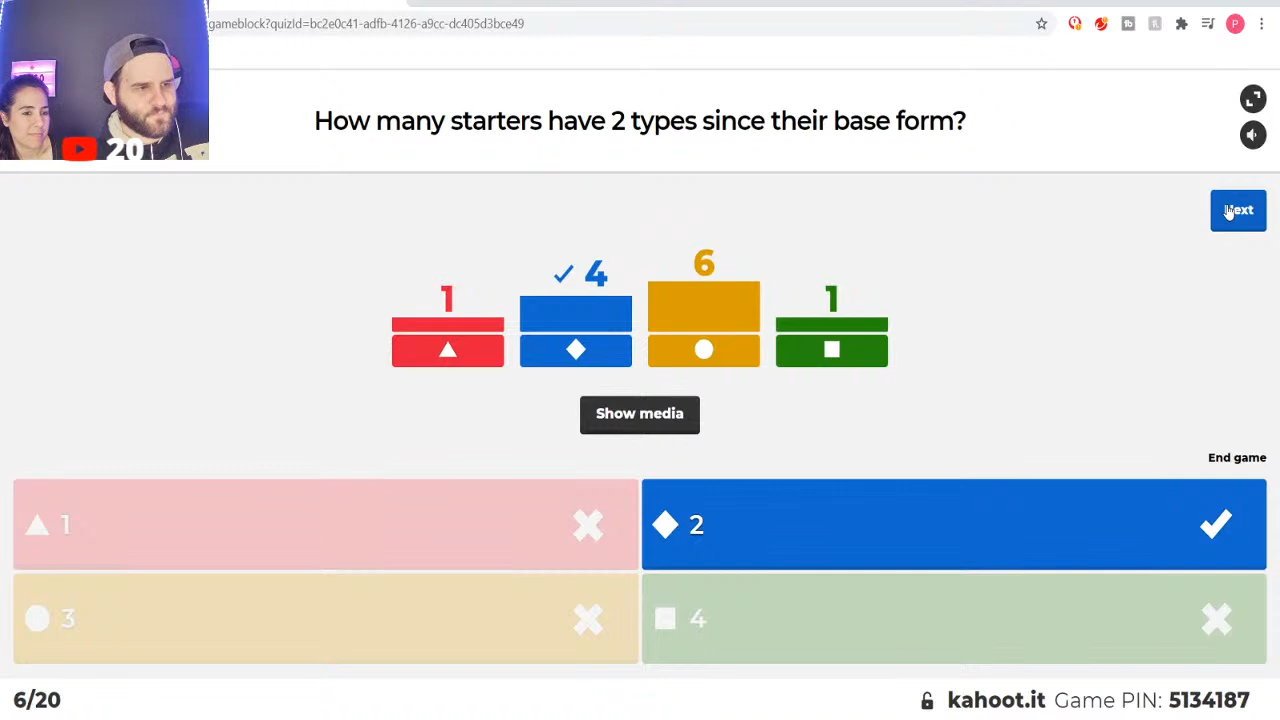 gameblock?quizId=bc2e0c41-adfb-4126-a9cc-dc405d3bce49
P
20
How many starters have 2 types since their base form?
Next
1
4
6
1
Show media
End game
1
2
3
4
6/20
kahoot.it Game PIN: 5134187